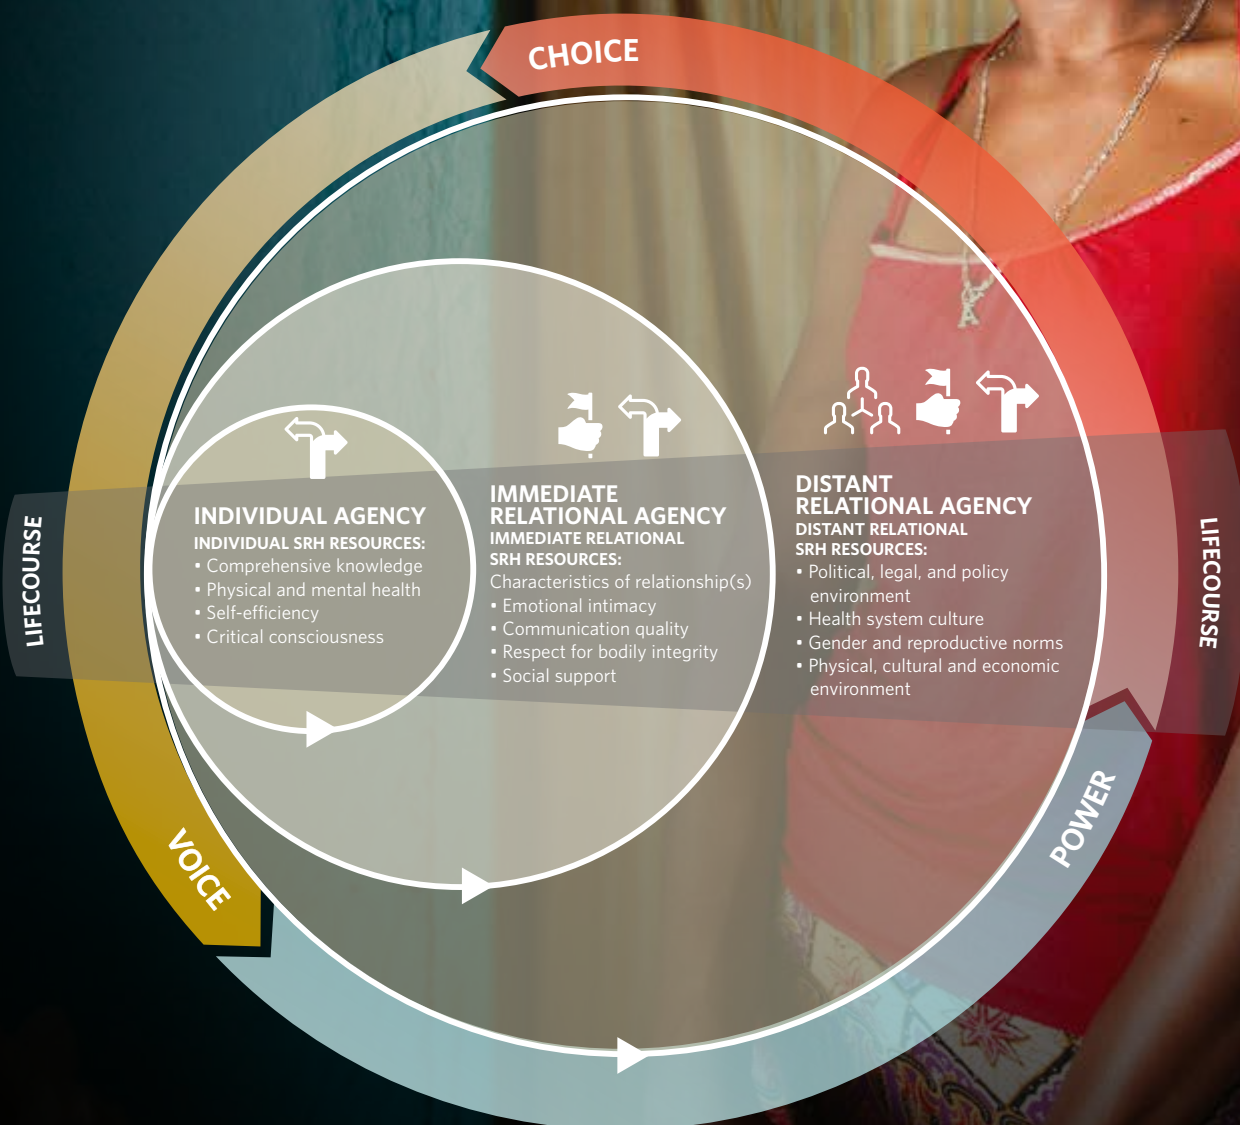 CHOICE
LIFECOURSE
INDIVIDUAL AGENCY
INDIVIDUAL SRH RESOURCES:
• Comprehensive knowledge
• Physical and mental health
• Self-efficiency
• Critical consciousness
IMMEDIATE
RELATIONAL AGENCY
IMMEDIATE RELATIONAL
SRH RESOURCES:
Characteristics of relationship(s)
• Emotional intimacy
• Communication quality
• Respect for bodily integrity
• Social support
DISTANT
RELATIONAL AGENCY
DISTANT RELATIONAL
SRH RESOURCES:
• Political, legal, and policy
environment
• Health system culture
• Gender and reproductive norms
• Physical, cultural and economic
environment
LIFECOURSE
VOICE
POWER
A